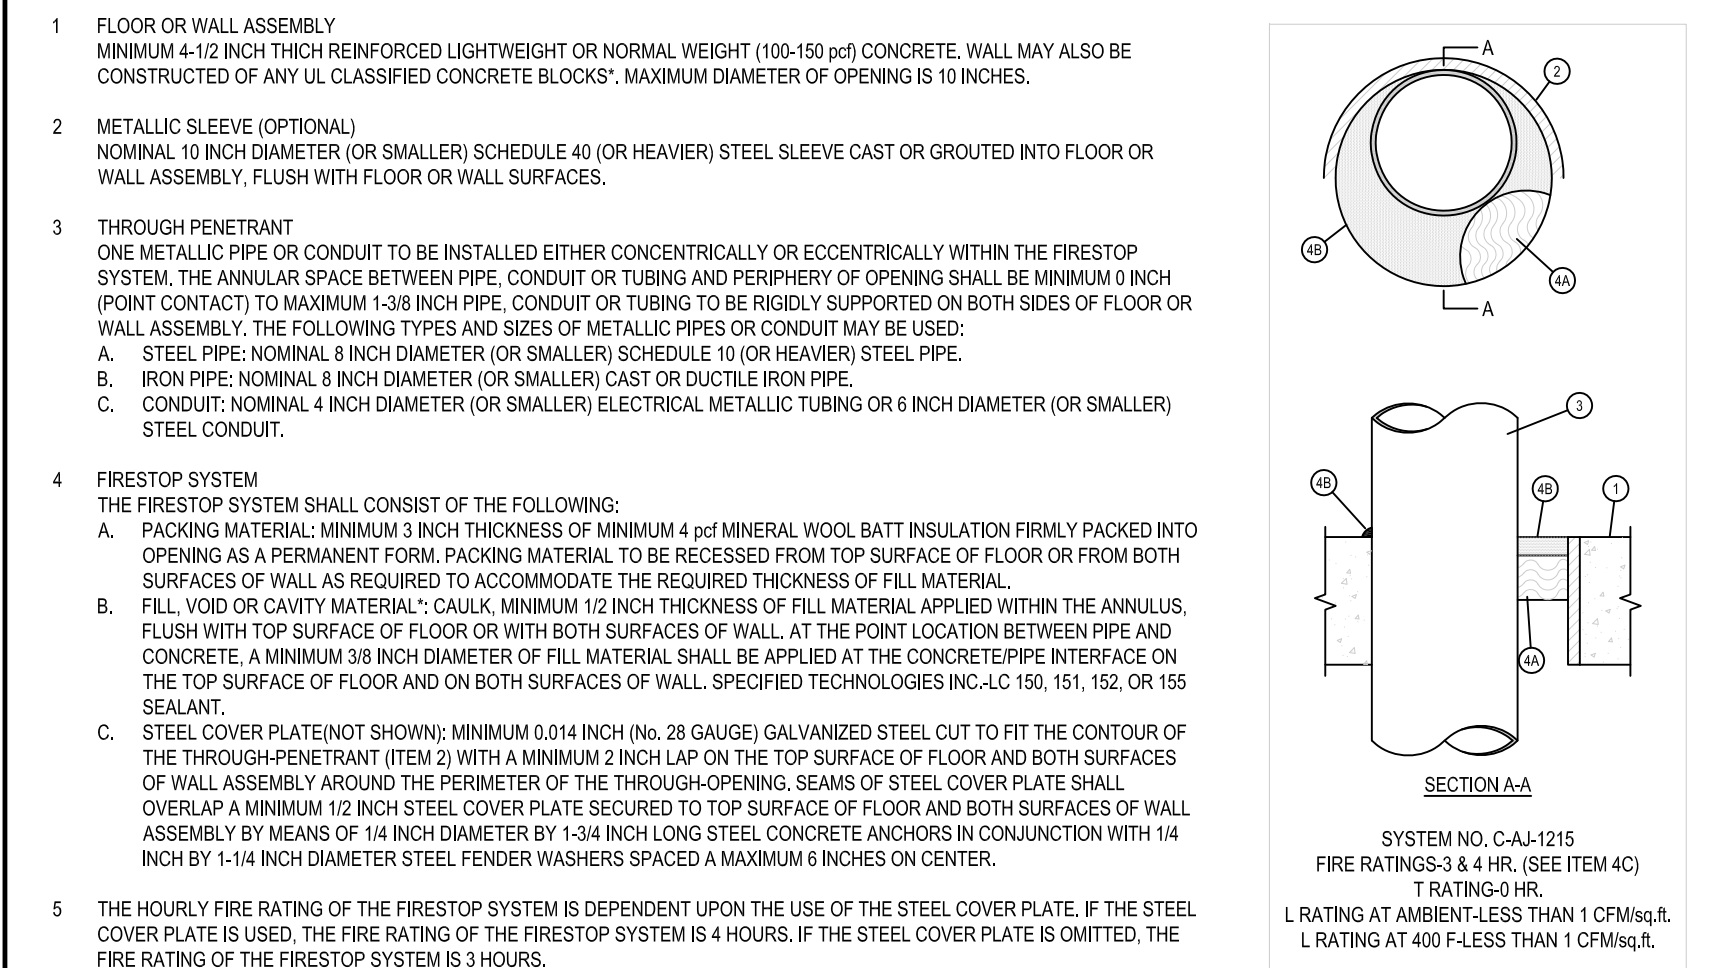 1 FLOOR OR WALL ASSEMBLY
MINIMUM 4-1/2 INCH THICH REINFORCED LIGHTWEIGHT OR NORMAL WEIGHT (100-150 pcf) CONCRETE. WALL MAY ALSO BE
CONSTRUCTED OF ANY UL CLASSIFIED CONCRETE BLOCKS*. MAXIMUM DIAMETER OF OPENING IS 10 INCHES.
2 METALLIC SLEEVE (OPTIONAL)
NOMINAL 10 INCH DIAMETER (OR SMALLER) SCHEDULE 40 (OR HEAVIER) STEEL SLEEVE CAST OR GROUTED INTO FLOOR OR
WALL ASSEMBLY, FLUSH WITH FLOOR OR WALL SURFACES.
3 THROUGH PENETRANT
ONE METALLIC PIPE OR CONDUIT TO BE INSTALLED EITHER CONCENTRICALLY OR ECCENTRICALLY WITHIN THE FIRESTOP
SYSTEM. THE ANNULAR SPACE BETWEEN PIPE, CONDUIT OR TUBING AND PERIPHERY OF OPENING SHALL BE MINIMUM 0 INCH
(POINT CONTACT) TO MAXIMUM 1-3/8 INCH PIPE, CONDUIT OR TUBING TO BE RIGIDLY SUPPORTED ON BOTH SIDES OF FLOOR OR
WALL ASSEMBLY. THE FOLLOWING TYPES AND SIZES OF METALLIC PIPES OR CONDUIT MAY BE USED:
A. STEEL PIPE: NOMINAL 8 INCH DIAMETER (OR SMALLER) SCHEDULE 10 (OR HEAVIER) STEEL PIPE.
B. IRON PIPE: NOMINAL 8 INCH DIAMETER (OR SMALLER) CAST OR DUCTILE IRON PIPE.
C. CONDUIT: NOMINAL 4 INCH DIAMETER (OR SMALLER) ELECTRICAL METALLIC TUBING OR 6 INCH DIAMETER (OR SMALLER)
STEEL CONDUIT.
4 FIRESTOP SYSTEM
THE FIRESTOP SYSTEM SHALL CONSIST OF THE FOLLOWING:
A. PACKING MATERIAL: MINIMUM 3 INCH THICKNESS OF MINIMUM 4 pcf MINERAL WOOL BATT INSULATION FIRMLY PACKED INTO
OPENING AS A PERMANENT FORM. PACKING MATERIAL TO BE RECESSED FROM TOP SURFACE OF FLOOR OR FROM BOTH
SURFACES OF WALL AS REQUIRED TO ACCOMMODATE THE REQUIRED THICKNESS OF FILL MATERIAL.
B. FILL, VOID OR CAVITY MATERIAL*: CAULK, MINIMUM 1/2 INCH THICKNESS OF FILL MATERIAL APPLIED WITHIN THE ANNULUS,
FLUSH WITH TOP SURFACE OF FLOOR OR WITH BOTH SURFACES OF WALL. AT THE POINT LOCATION BETWEEN PIPE AND
CONCRETE, A MINIMUM 3/8 INCH DIAMETER OF FILL MATERIAL SHALL BE APPLIED AT THE CONCRETE/PIPE INTERFACE ON
THE TOP SURFACE OF FLOOR AND ON BOTH SURFACES OF WALL. SPECIFIED TECHNOLOGIES INC.-LC 150, 151, 152, OR 155
SEALANT.
C. STEEL COVER PLATE(NOT SHOWN): MINIMUM 0.014 INCH (No. 28 GAUGE) GALVANIZED STEEL CUT TO FIT THE CONTOUR OF
THE THROUGH-PENETRANT (ITEM 2) WITH A MINIMUM 2 INCH LAP ON THE TOP SURFACE OF FLOOR AND BOTH SURFACES
OF WALL ASSEMBLY AROUND THE PERIMETER OF THE THROUGH-OPENING. SEAMS OF STEEL COVER PLATE SHALL
OVERLAP A MINIMUM 1/2 INCH STEEL COVER PLATE SECURED TO TOP SURFACE OF FLOOR AND BOTH SURFACES OF WALL
ASSEMBLY BY MEANS OF 1/4 INCH DIAMETER BY 1-3/4 INCH LONG STEEL CONCRETE ANCHORS IN CONJUNCTION WITH 1/4
INCH BY 1-1/4 INCH DIAMETER STEEL FENDER WASHERS SPACED A MAXIMUM 6 INCHES ON CENTER.
5 THE HOURLY FIRE RATING OF THE FIRESTOP SYSTEM IS DEPENDENT UPON THE USE OF THE STEEL COVER PLATE. IF THE STEEL
COVER PLATE IS USED, THE FIRE RATING OF THE FIRESTOP SYSTEM IS 4 HOURS. IF THE STEEL COVER PLATE IS OMITTED, THE
FIRE RATING OF THE FIRESTOP SYSTEM IS 3 HOURS.
A
2
4B
4A
A
3
4B
4B
1
4A
SECTION A-A
SYSTEM NO. C-AJ-1215
FIRE RATINGS-3 & 4 HR. (SEE ITEM 4C)
T RATING-0 HR.
L RATING AT AMBIENT-LESS THAN 1 CFM/sq.ft.
L RATING AT 400 F-LESS THAN 1 CFM/sq.ft.